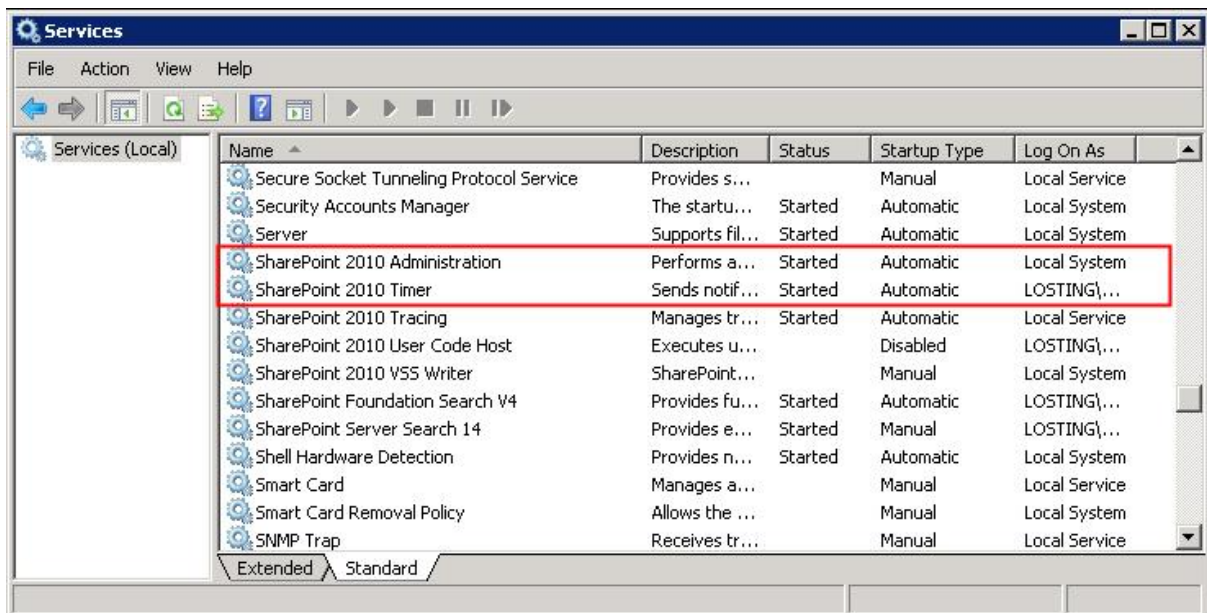 Services
File Action View Help
Services (Local)
Name Description Status Startup Type Log On As
Secure Socket Tunneling Protocol Service Provides s... Manual Local Service
Security Accounts Manager The startu... Started Automatic Local System
Server Supports fil... Started Automatic Local System
SharePoint 2010 Administration Performs a... Started Automatic Local System
SharePoint 2010 Timer Sends notif... Started Automatic LOSTING\...
SharePoint 2010 Tracing Manages tr... Started Automatic Local Service
SharePoint 2010 User Code Host Executes u... Disabled LOSTING\...
SharePoint 2010 VSS Writer SharePoint... Manual Local System
SharePoint Foundation Search V4 Provides fu... Started Automatic LOSTING\...
SharePoint Server Search 14 Provides e... Started Manual LOSTING\...
Shell Hardware Detection Provides n... Started Automatic Local System
Smart Card Manages a... Manual Local Service
Smart Card Removal Policy Allows the ... Manual Local System
SNMP Trap Receives tr... Manual Local Service
Extended Standard